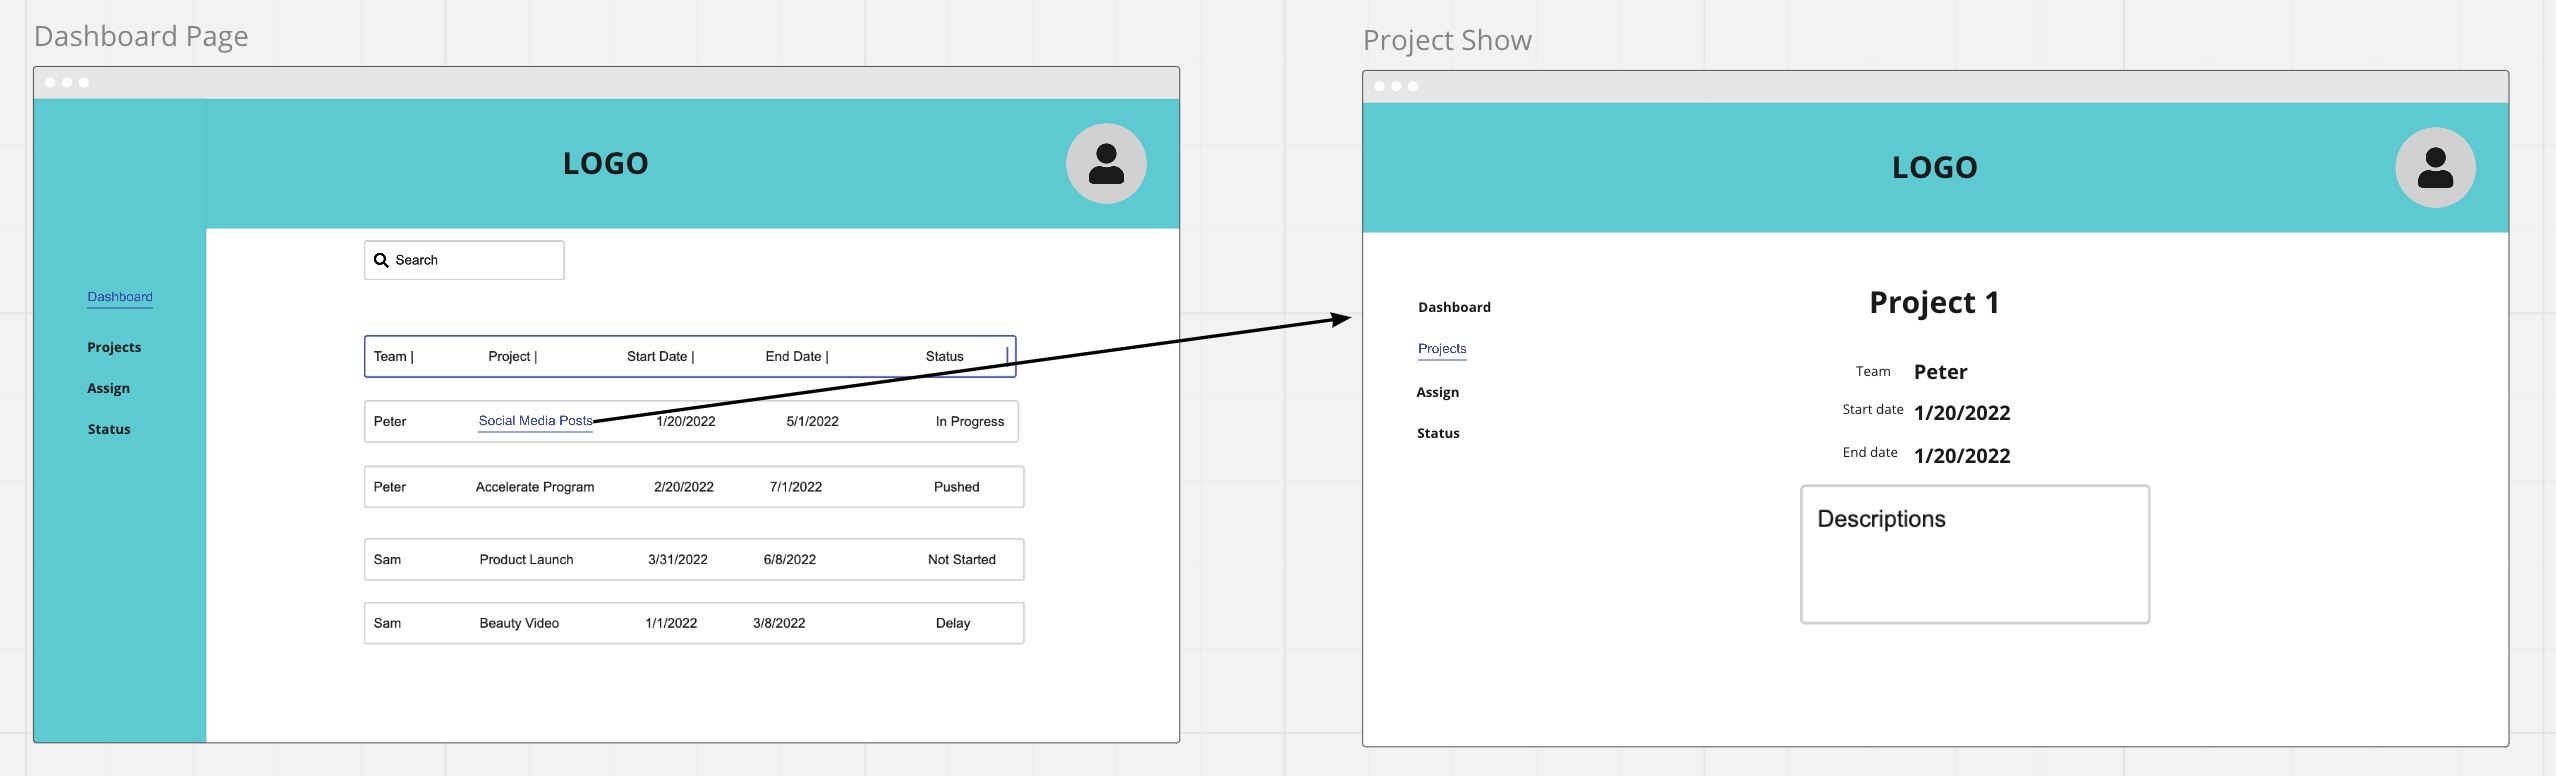 Dashboard Page
LOGO
Search
Dashboard
Projects
Assign
Status
Team | Project | Start Date | End Date | Status |
Peter Social Media Posts 1/20/2022 5/1/2022 In Progress
Peter Accelerate Program 2/20/2022 7/1/2022 Pushed
Sam Product Launch 3/31/2022 6/8/2022 Not Started
Sam Beauty Video 1/1/2022 3/8/2022 Delay
Project Show
LOGO
Dashboard
Projects
Assign
Status
Project 1
Team Peter
Start date 1/20/2022
End date 1/20/2022
Descriptions